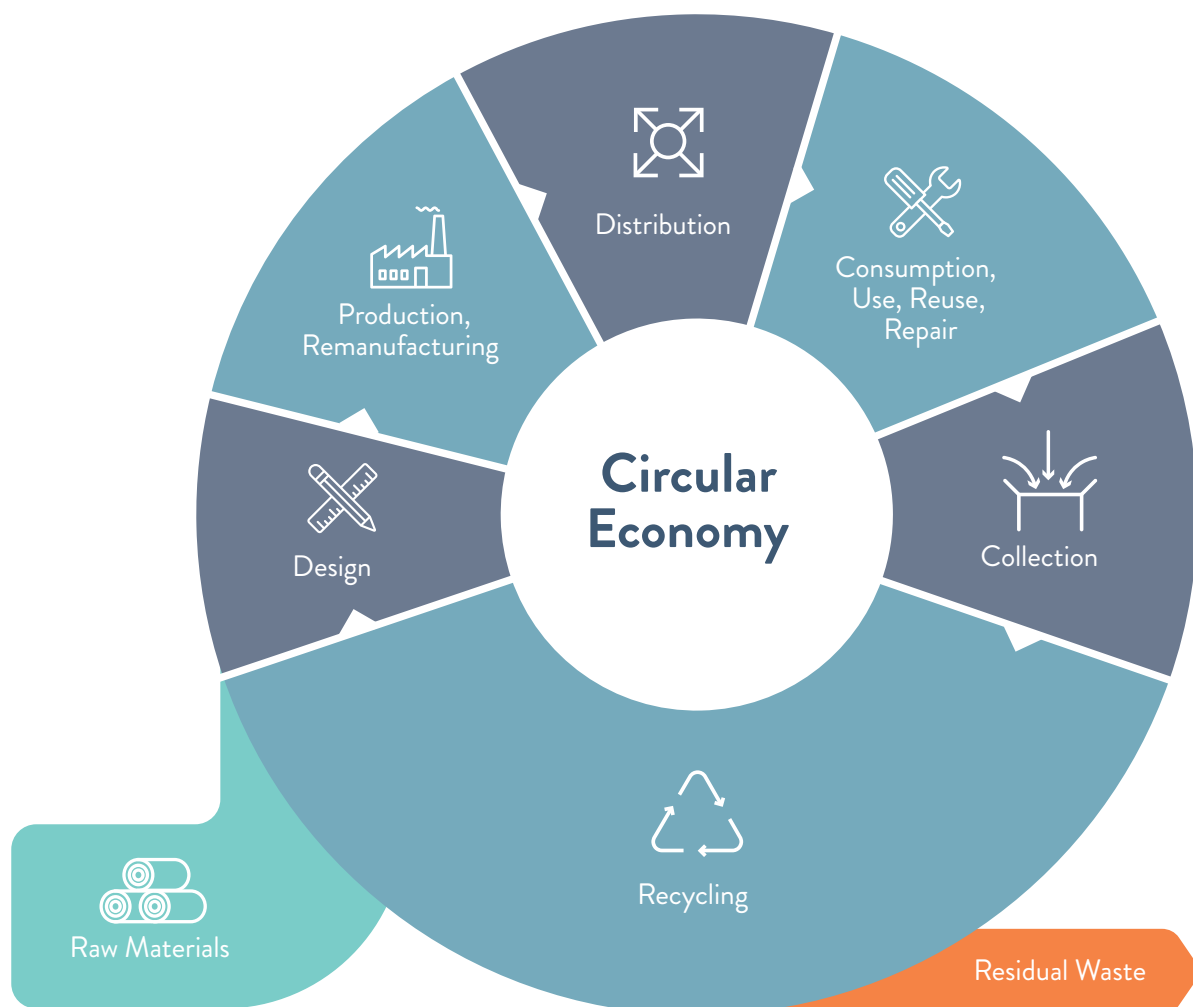 Distribution
Consumption,
Use, Reuse,
Repair
Production,
Remanufacturing
Circular
Economy
Design
Collection
Recycling
Raw Materials
Residual Waste